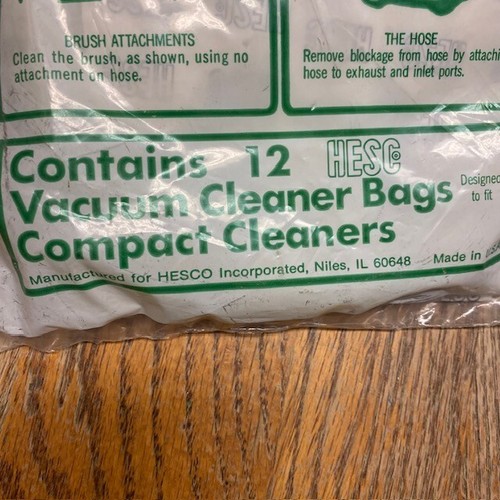 BRUSH ATTACHMENTS
Clean the brush, as shown, using no
attachment on hose.
THE HOSE
Remove blockage from hose by attachi
hose to exhaust and inlet ports.
Contains 12 HESCO
Vacuum Cleaner Bags
Designed
to fit
Compact Cleaners
Manufactured for HESCO Incorporated, Niles, IL 60648 Made in